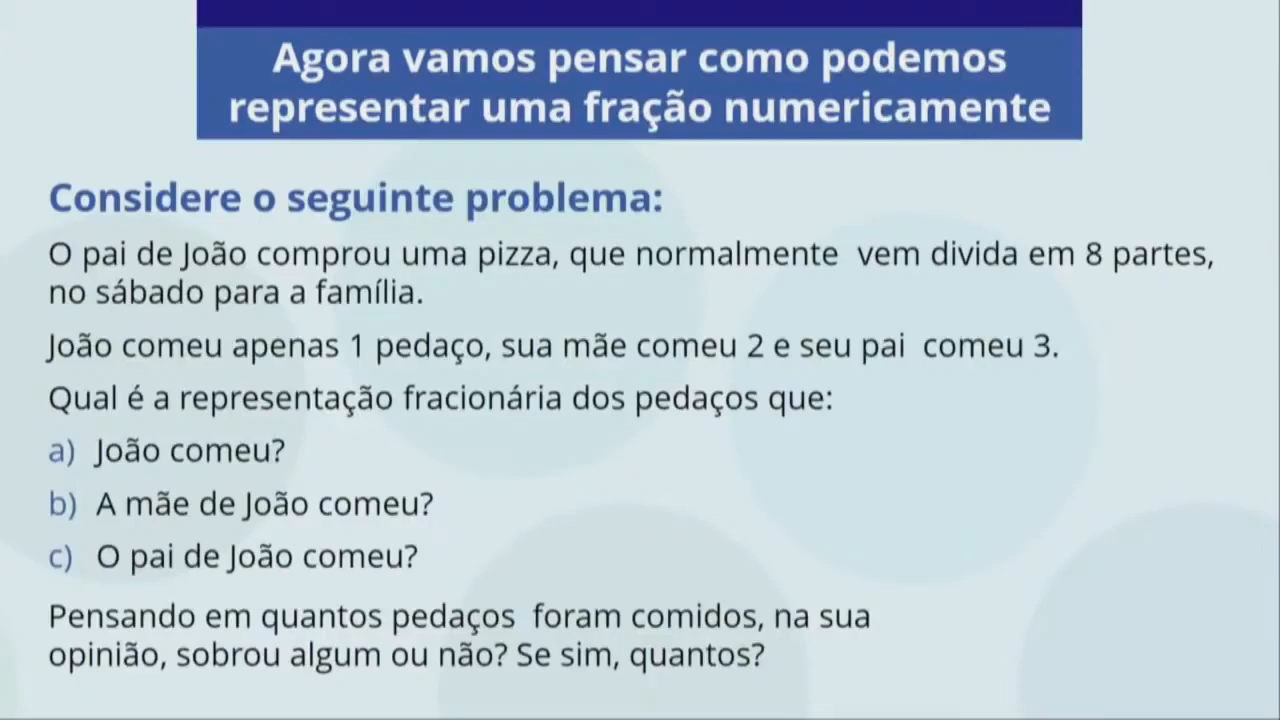 Agora vamos pensar como podemos
representar uma fração numericamente
Considere o seguinte problema:
O pai de João comprou uma pizza, que normalmente vem divida em 8 partes,
no sábado para a família.
João comeu apenas 1 pedaço, sua mãe comeu 2 e seu pai comeu 3.
Qual é a representação fracionária dos pedaços que:
a) João comeu?
b) A mãe de João comeu?
c) O pai de João comeu?
Pensando em quantos pedaços foram comidos, na sua
opinião, sobrou algum ou não? Se sim, quantos?